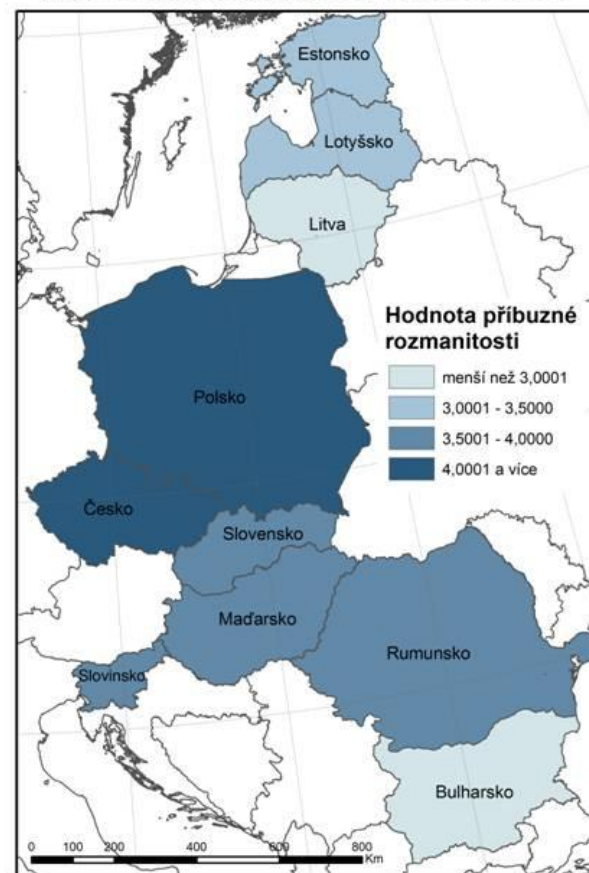 Estonsko
Lotyšsko
Litva
Hodnota příbuzné
rozmanitosti
menší než 3,0001
3,0001 - 3,5000
3,5001 - 4,0000
4,0001 a více
Polsko
Česko
Slovensko
Maďarsko
Rumunsko
Slovinsko
Bulharsko
0 200 400 600 800
Km